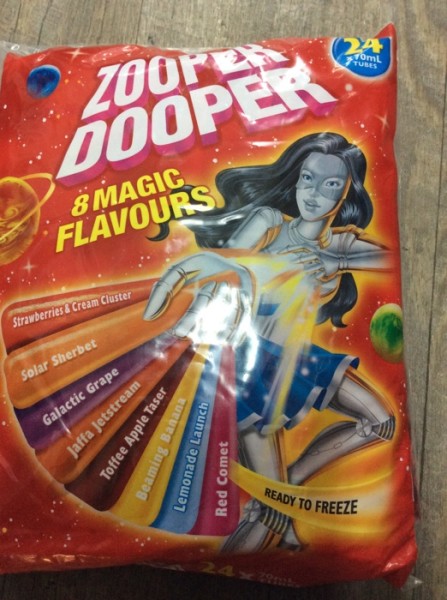 ZOOPER
DOOPER
24
70mL
TUBES
8 MAGIC
FLAVOURS
Strawberries & Cream Cluster
Solar Sherbet
Galactic Grape
Jaffa Jetstream
Toffee Apple Taser
Beaming Banana
Lemonade Launch
Red Comet
READY TO FREEZE
24 x